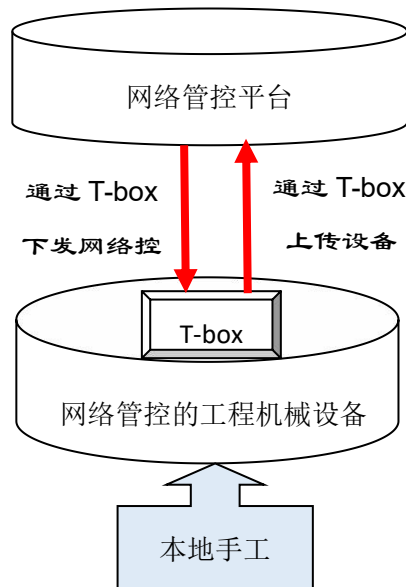 网络管控平台
通过 T-box
下发网络控
通过 T-box
上传设备
T-box
网络管控的工程机械设备
本地手工